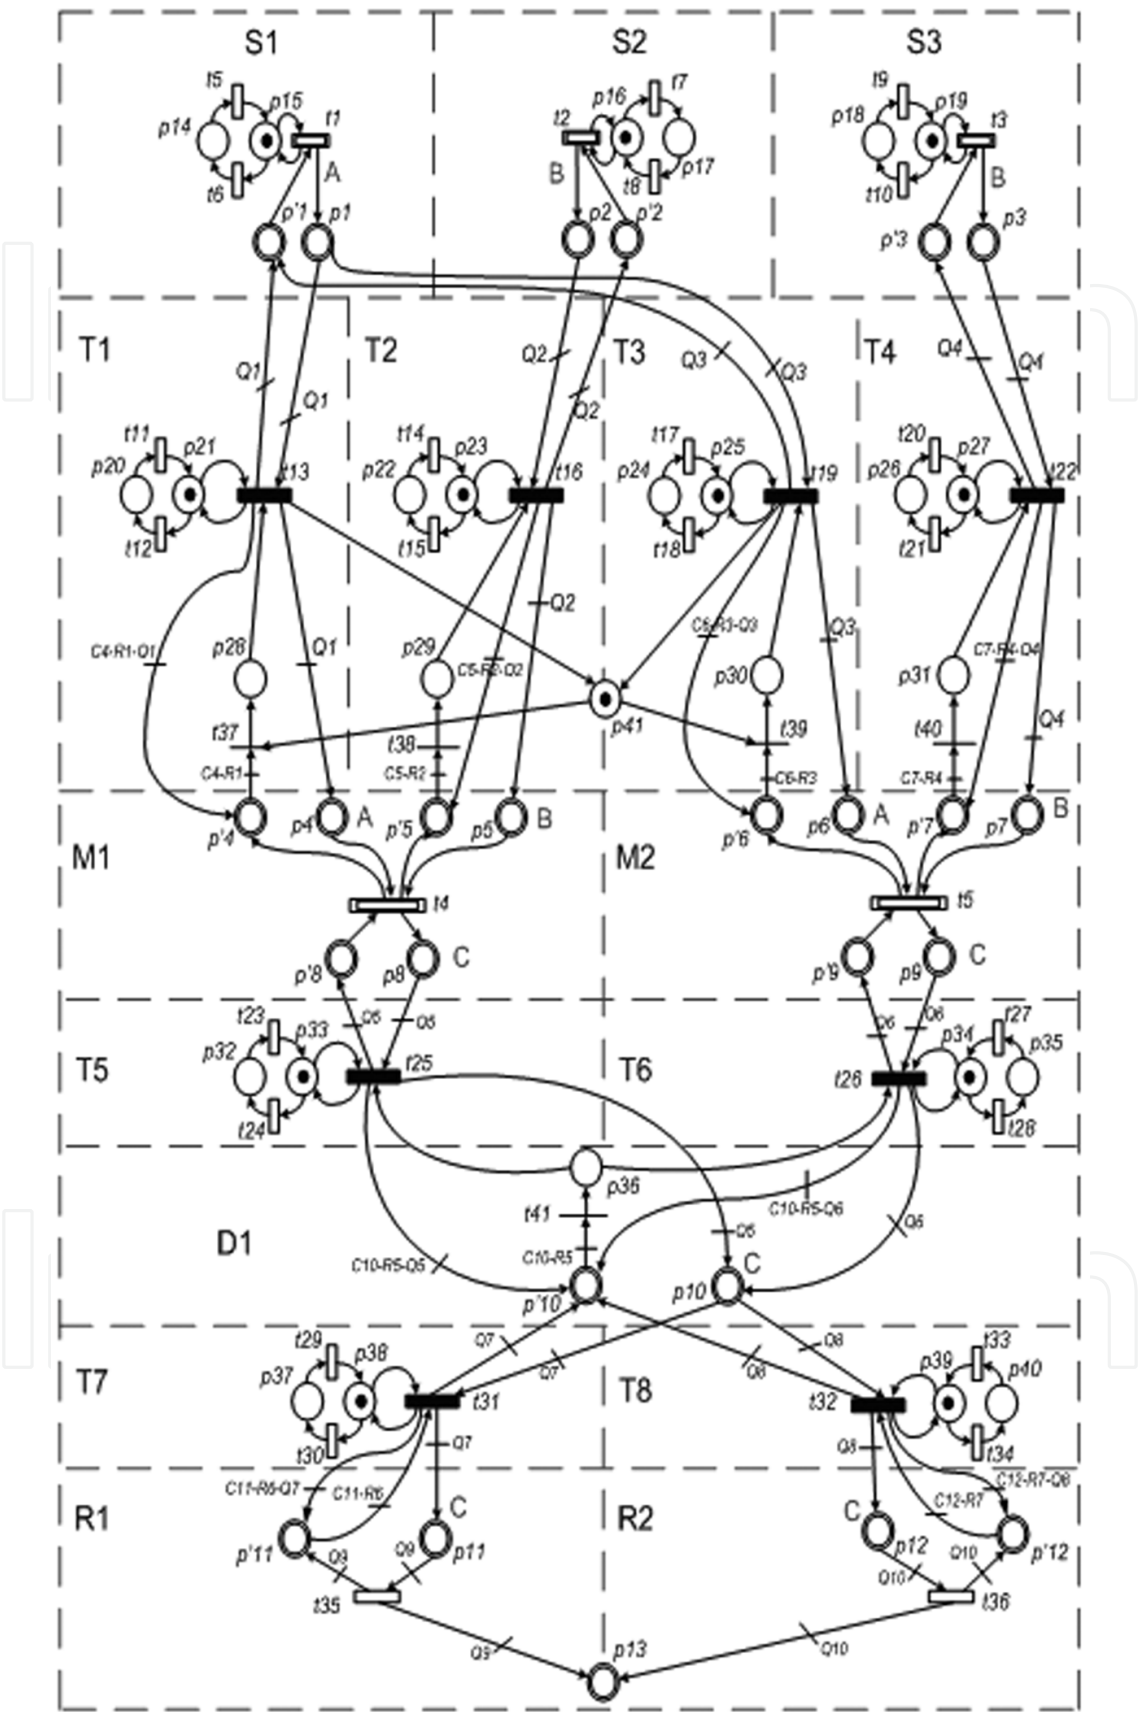 S1 S2 S3
t5 p15 t1 p14 t6 A p'1 p1
t2 p16 t7 B t8 p17 p2 p'2
t9 p19 t3 p18 t10 B p'3 p3
T1 T2 T3 T4
Q1 Q1 Q2 Q2 Q3 Q3 Q4 Q4
t11 p21 p20 t13 t12
t14 p23 p22 t16 t15
t17 p25 p24 t19 t18
t20 p27 p26 t22 t21
C4-R1-Q1 p28 Q1 t37 C4-R1
p29 C5-R2-Q2 Q2 t38 C5-R2
p41
C6-R3-Q3 p30 Q3 t39 C6-R3
p31 C7-R4-Q4 Q4 t40 C7-R4
p'4 p4 A p'5 p5 B
p'6 p6 A p'7 p7 B
M1 M2
t4 t5
p'8 p8 C p'9 p9 C
Q5 Q5 Q6 Q6
T5 t23 p33 p32 t25 t24
T6 t26 p34 t27 p35 t28
p36
t41 C10-R5-Q6
D1 C10-R5-Q5 C10-R5 Q5 C Q6
p'10 p10
Q7 Q7 Q8 Q8
T7 t29 p38 p37 t31 t30
T8 t32 p39 t33 p40 t34
Q7 Q8
C11-R6-Q7 C11-R6 C12-R7-Q8 C12-R7
R1 C R2 C
p'11 p11 p12 p'12
Q9 Q9 Q10 Q10
t35 t36
Q9 p13 Q10